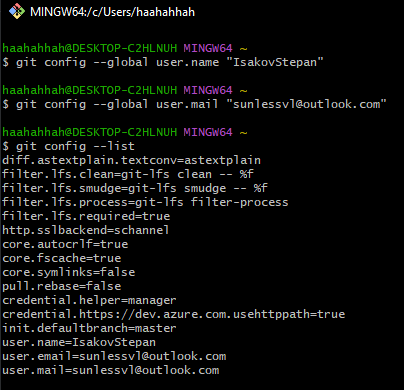 MINGW64:/c/Users/haahahhah
haahahhah@DESKTOP-C2HLNUH MINGW64 ~
$ git config --global user.name "IsakovStepan"
haahahhah@DESKTOP-C2HLNUH MINGW64 ~
$ git config --global user.mail "sunlessvl@outlook.com"
haahahhah@DESKTOP-C2HLNUH MINGW64 ~
$ git config --list
diff.astextplain.textconv=astextplain
filter.lfs.clean=git-lfs clean -- %f
filter.lfs.smudge=git-lfs smudge -- %f
filter.lfs.process=git-lfs filter-process
filter.lfs.required=true
http.sslbackend=schannel
core.autocrlf=true
core.fscache=true
core.symlinks=false
pull.rebase=false
credential.helper=manager
credential.https://dev.azure.com.usehttppath=true
init.defaultbranch=master
user.name=IsakovStepan
user.email=sunlessvl@outlook.com
user.mail=sunlessvl@outlook.com